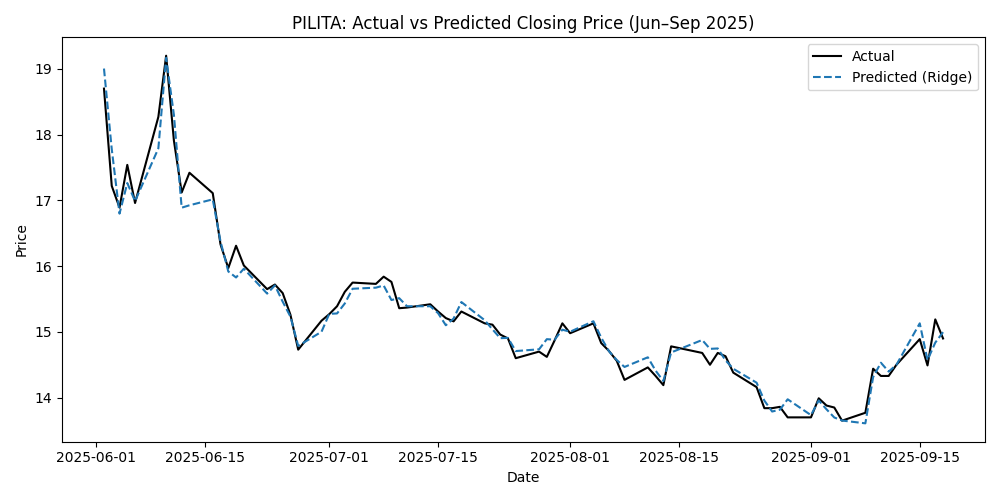 PILITA: Actual vs Predicted Closing Price (Jun–Sep 2025)
Actual
Predicted (Ridge)
Price
19
18
17
16
15
14
2025-06-01 2025-06-15 2025-07-01 2025-07-15 2025-08-01 2025-08-15 2025-09-01 2025-09-15
Date